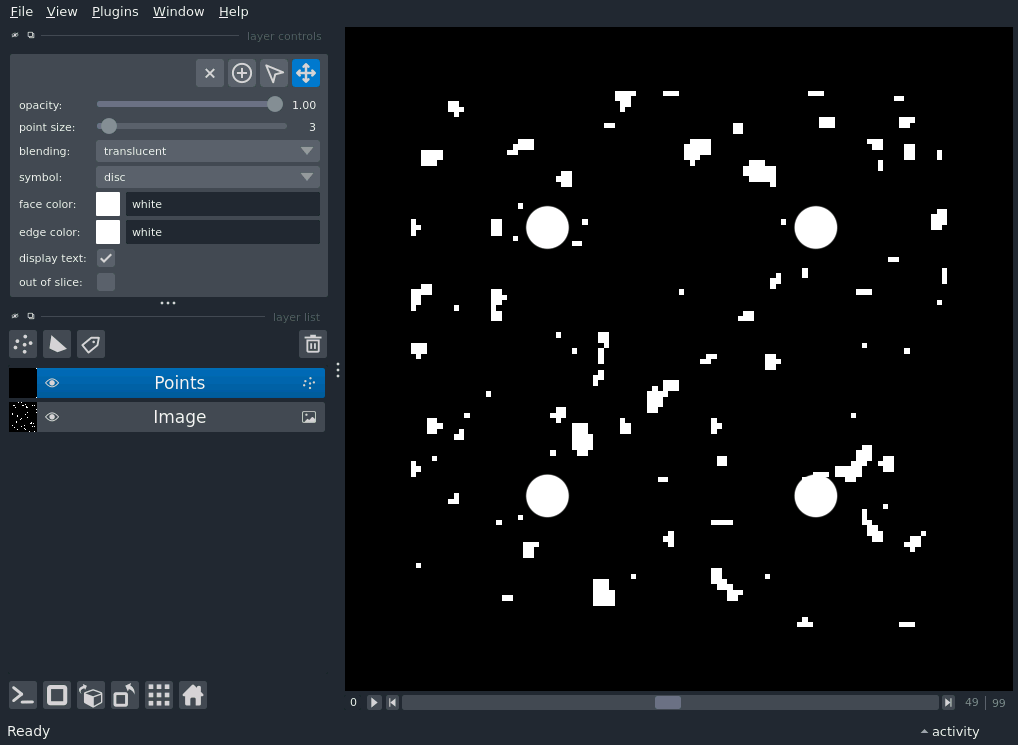 File View Plugins Window Help
layer controls
opacity: 1.00
point size: 3
blending: translucent
symbol: disc
face color: white
edge color: white
display text:
out of slice:
layer list
Points
Image
0 49 | 99
Ready activity